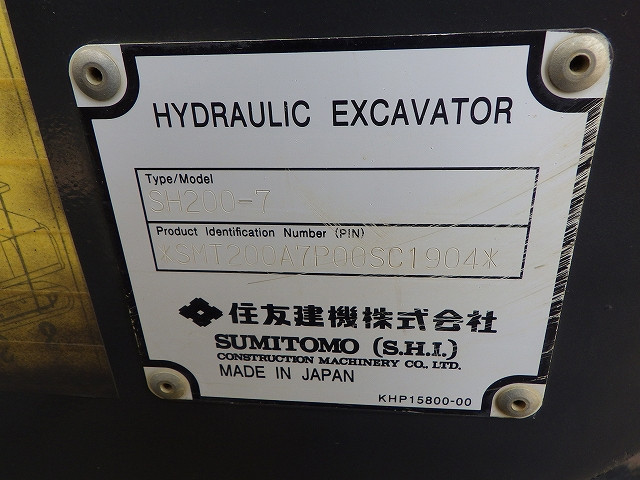 HYDRAULIC EXCAVATOR
Type/Model
SH200-7
Product Identification Number (PIN)
*SMT200A7P00SC1904*
住友建機株式会社
SUMITOMO (S.H.I.)
CONSTRUCTION MACHINERY CO., LTD.
MADE IN JAPAN
KHP15800-00